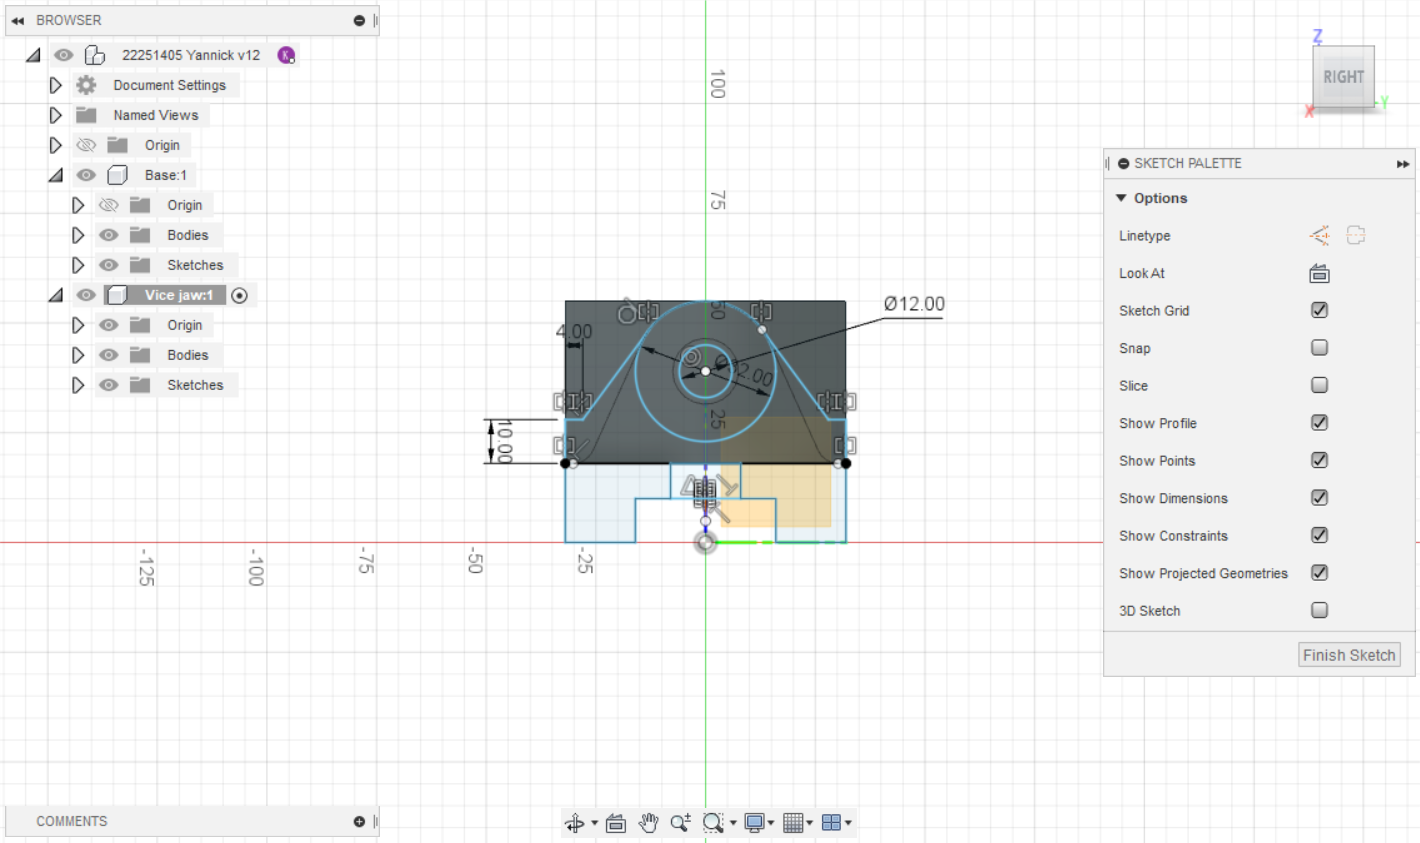 BROWSER
22251405 Yannick v12
K
Document Settings
Named Views
Origin
Base:1
Origin
Bodies
Sketches
Vice jaw:1
Origin
Bodies
Sketches
COMMENTS
100
75
50
25
-125
-100
-75
-50
-25
Ø12.00
4.00
10.00
Z
RIGHT
X
Y
SKETCH PALETTE
Options
Linetype
Look At
Sketch Grid
Snap
Slice
Show Profile
Show Points
Show Dimensions
Show Constraints
Show Projected Geometries
3D Sketch
Finish Sketch